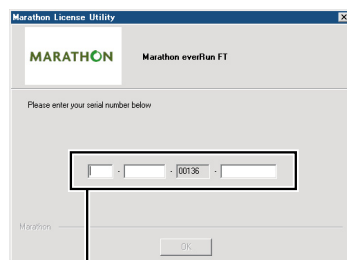 Marathon License Utility
MARATHON
Marathon everRun FT
Please enter your serial number below
- - 00136 -
Marathon
OK